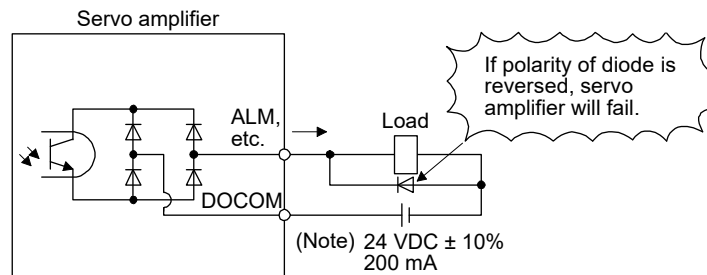 Servo amplifier
If polarity of diode is
reversed, servo
amplifier will fail.
ALM,
etc.
Load
DOCOM
(Note) 24 VDC ± 10%
200 mA